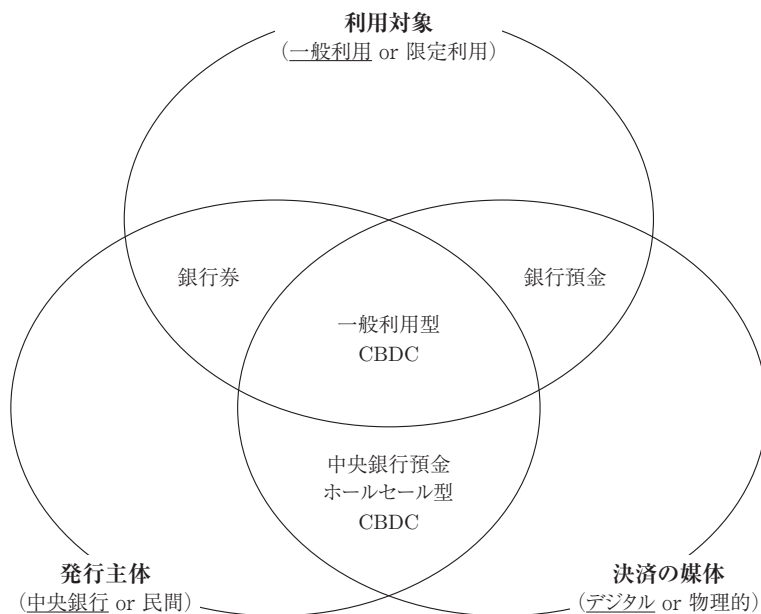 利用対象
（一般利用 or 限定利用）
銀行券
銀行預金
一般利用型
CBDC
中央銀行預金
ホールセール型
CBDC
発行主体
（中央銀行 or 民間）
決済の媒体
（デジタル or 物理的）